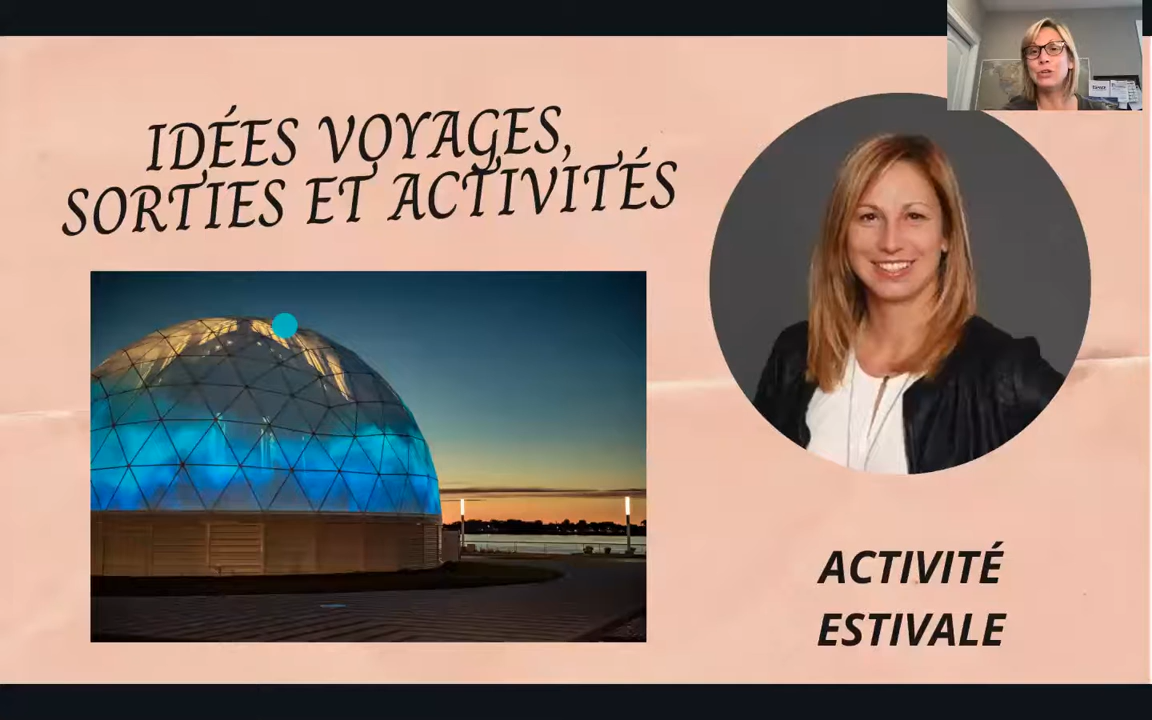 IDÉES VOYAGES,
SORTIES ET ACTIVITÉS
ACTIVITÉ
ESTIVALE